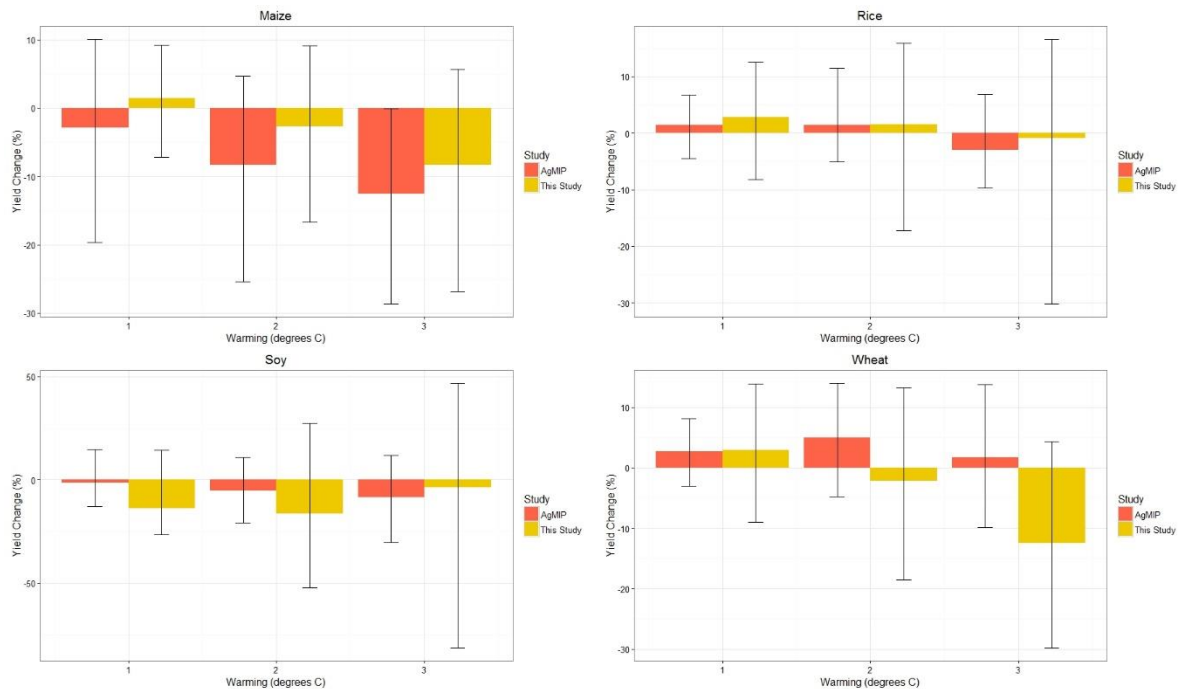 Maize
Yield Change (%)
10
0
-10
-20
-30
1
2
3
Warming (degrees C)
Study
AgMIP
This Study
Rice
Yield Change (%)
10
0
-10
-20
-30
1
2
3
Warming (degrees C)
Study
AgMIP
This Study
Soy
Yield Change (%)
50
0
-50
1
2
3
Warming (degrees C)
Study
AgMIP
This Study
Wheat
Yield Change (%)
10
0
-10
-20
-30
1
2
3
Warming (degrees C)
Study
AgMIP
This Study